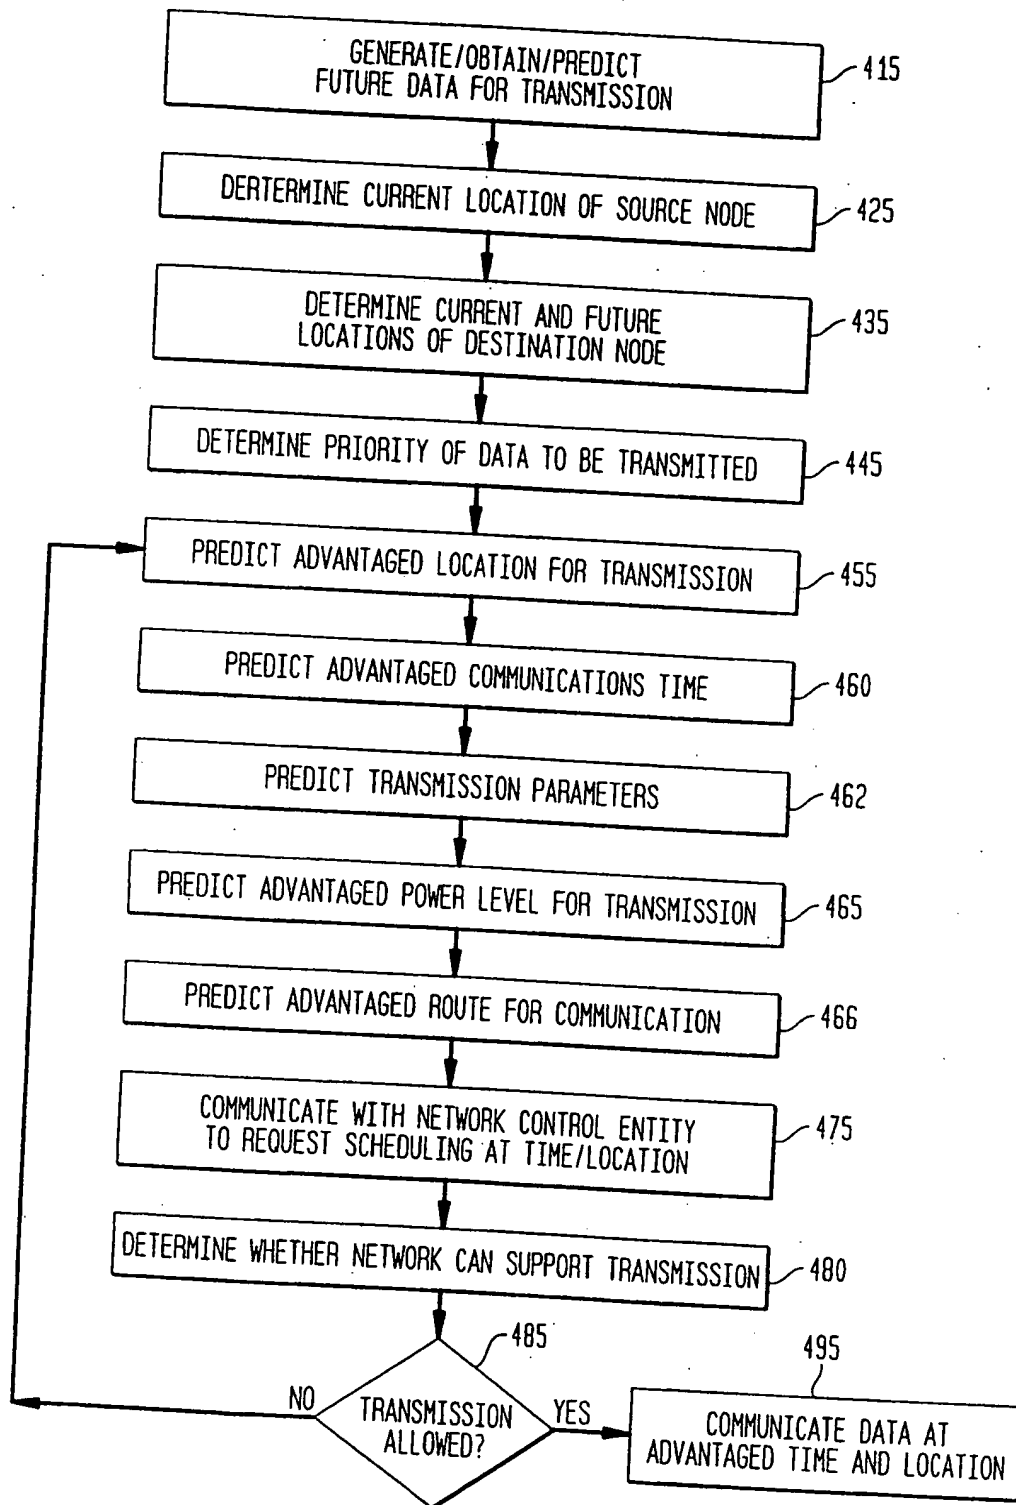 GENERATE/OBTAIN/PREDICT
FUTURE DATA FOR TRANSMISSION
415
DERTERMINE CURRENT LOCATION OF SOURCE NODE
425
DETERMINE CURRENT AND FUTURE
LOCATIONS OF DESTINATION NODE
435
DETERMINE PRIORITY OF DATA TO BE TRANSMITTED
445
PREDICT ADVANTAGED LOCATION FOR TRANSMISSION
455
PREDICT ADVANTAGED COMMUNICATIONS TIME
460
PREDICT TRANSMISSION PARAMETERS
462
PREDICT ADVANTAGED POWER LEVEL FOR TRANSMISSION
465
PREDICT ADVANTAGED ROUTE FOR COMMUNICATION
466
COMMUNICATE WITH NETWORK CONTROL ENTITY
TO REQUEST SCHEDULING AT TIME/LOCATION
475
DETERMINE WHETHER NETWORK CAN SUPPORT TRANSMISSION
480
485
TRANSMISSION
ALLOWED?
NO
YES
495
COMMUNICATE DATA AT
ADVANTAGED TIME AND LOCATION